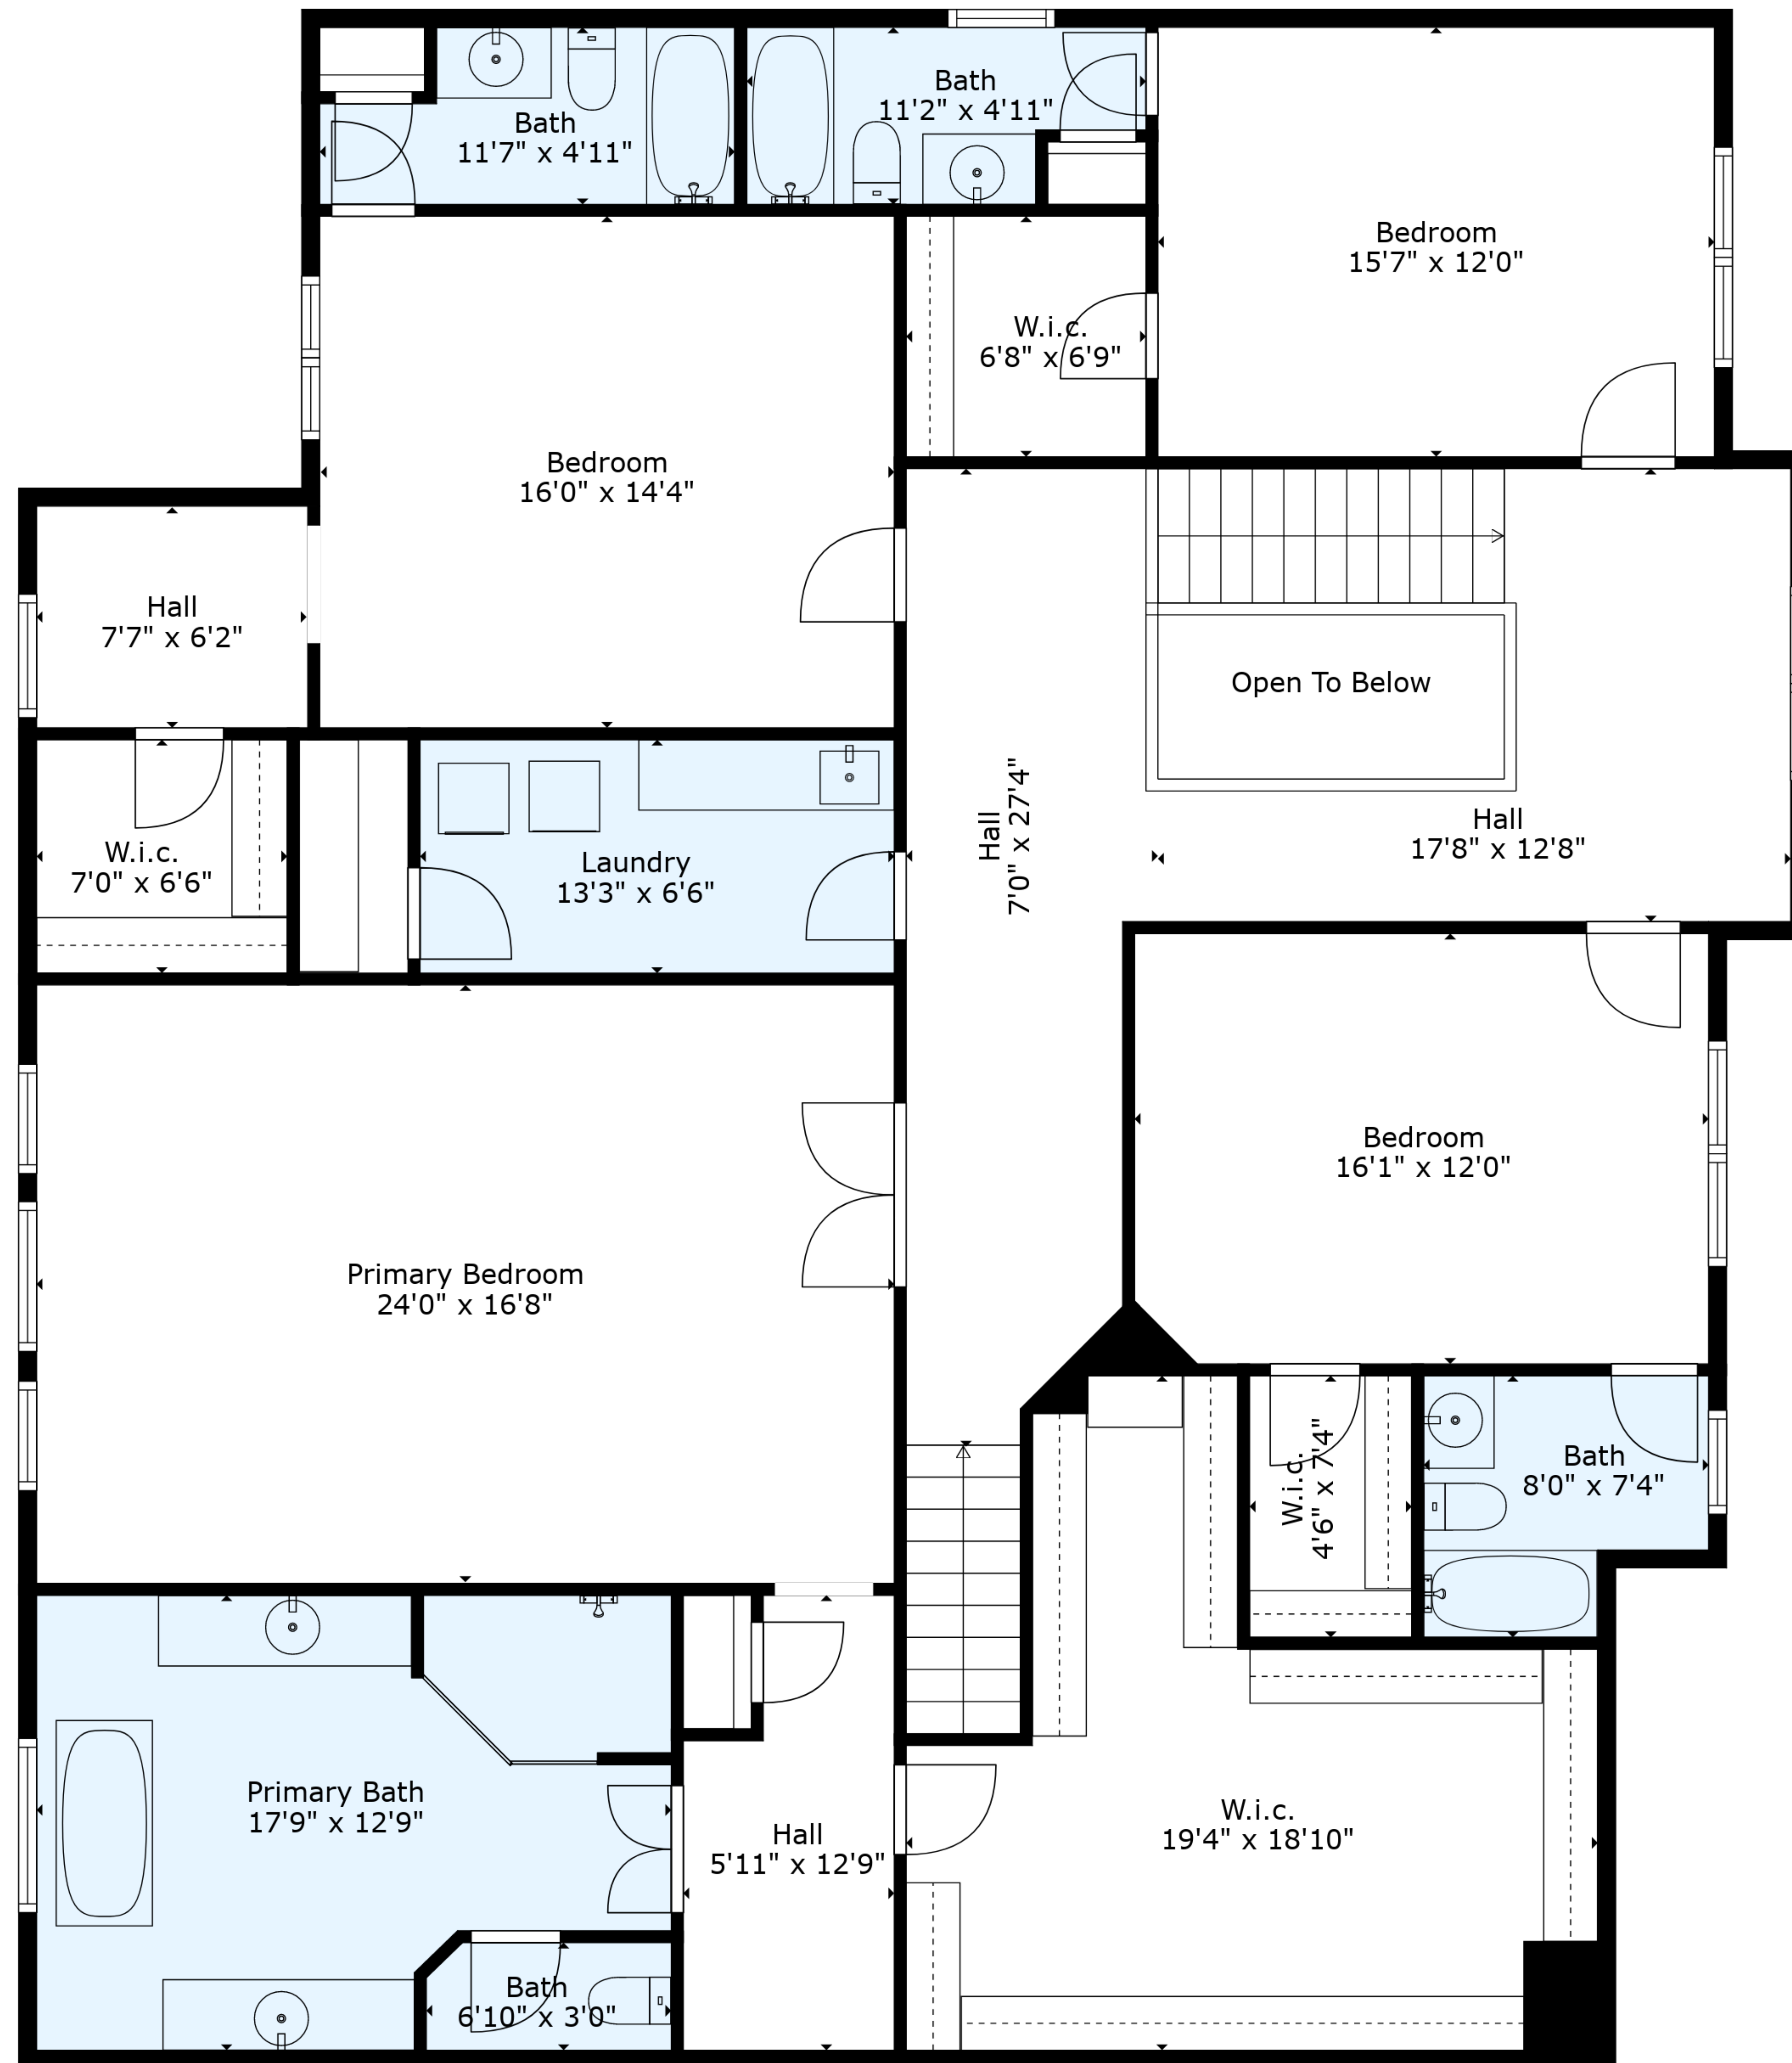 Bath
11'7" x 4'11"
Bath
11'2" x 4'11"
Bedroom
15'7" x 12'0"
W.i.c.
6'8" x 6'9"
Bedroom
16'0" x 14'4"
Hall
7'7" x 6'2"
Open To Below
Hall
7'0" x 27'4"
Hall
17'8" x 12'8"
W.i.c.
7'0" x 6'6"
Laundry
13'3" x 6'6"
Bedroom
16'1" x 12'0"
Primary Bedroom
24'0" x 16'8"
W.i.c.
4'6" x 7'4"
Bath
8'0" x 7'4"
Primary Bath
17'9" x 12'9"
Hall
5'11" x 12'9"
W.i.c.
19'4" x 18'10"
Bath
6'10" x 3'0"